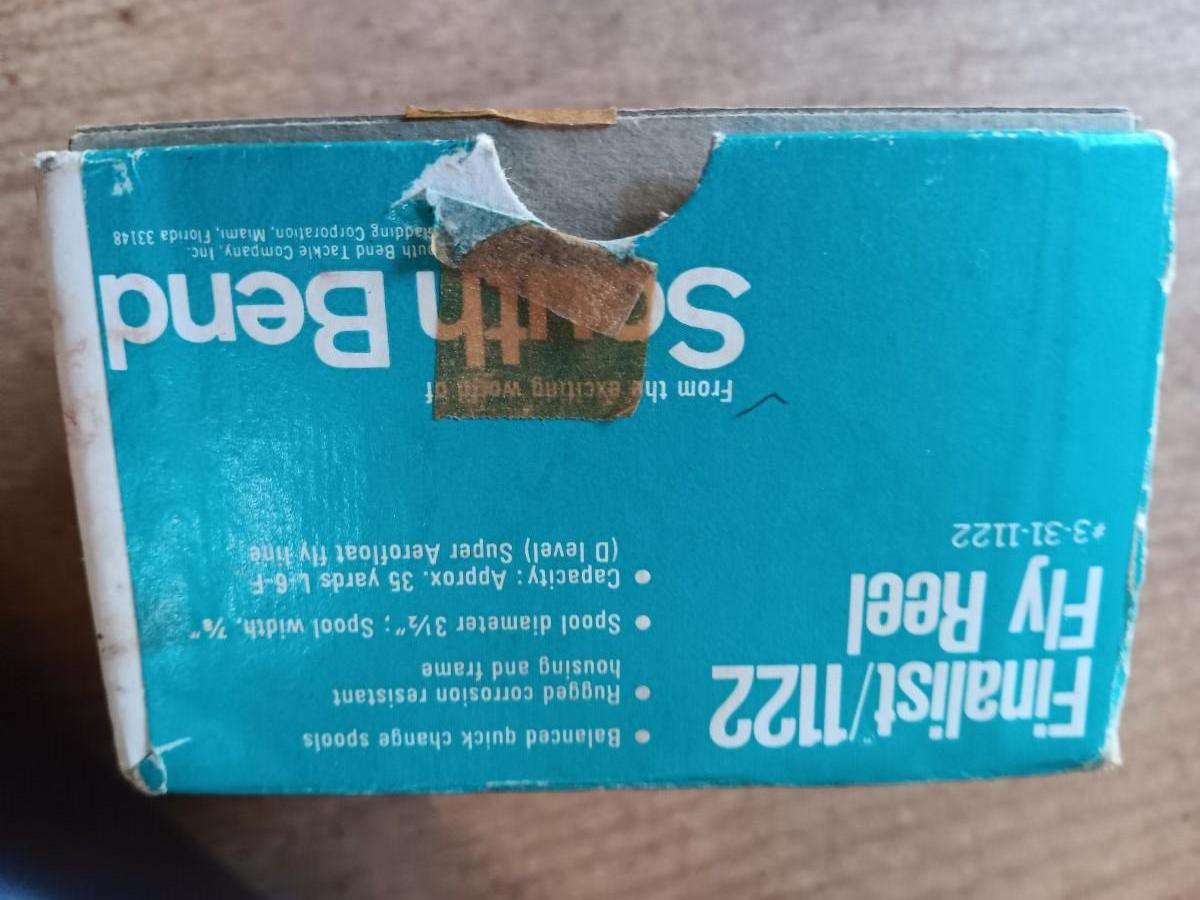 Finalist/1122
Fly Reel
#3-31-1122
• Balanced quick change spools
• Rugged corrosion resistant
housing and frame
• Spool diameter 3½"; Spool width, ⅞"
• Capacity: Approx. 35 yards L-6-F
(D level) Super Aerofloat fly line
From the exciting world of
South Bend
South Bend Tackle Company, Inc.
Gladding Corporation, Miami, Florida 33148